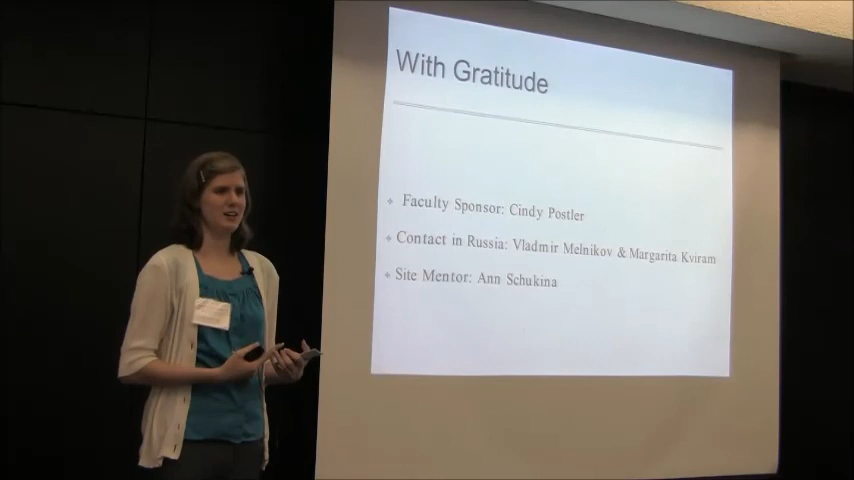 With Gratitude
Faculty Sponsor: Cindy Postler
Contact in Russia: Vladmir Melnikov & Margarita Kviram
Site Mentor: Ann Schukina